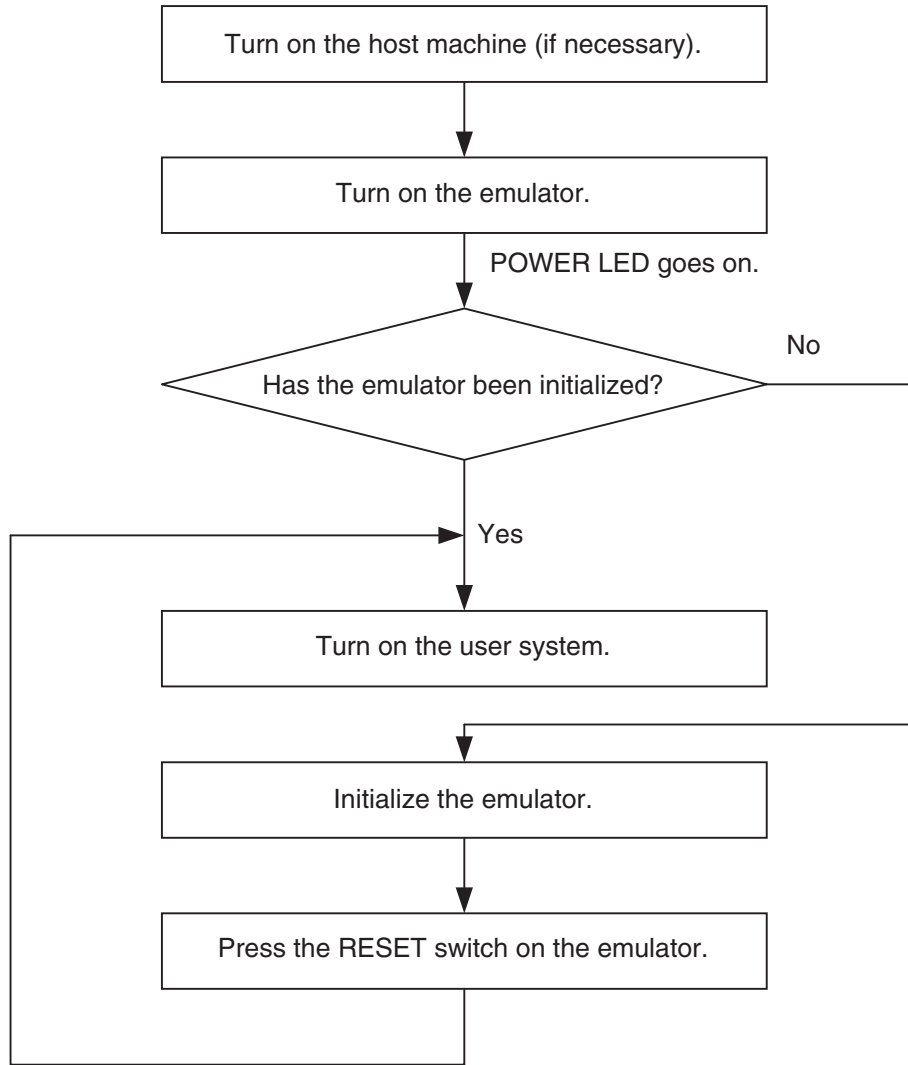 Turn on the host machine (if necessary).
Turn on the emulator.
POWER LED goes on.
No
Has the emulator been initialized?
Yes
Turn on the user system.
Initialize the emulator.
Press the RESET switch on the emulator.